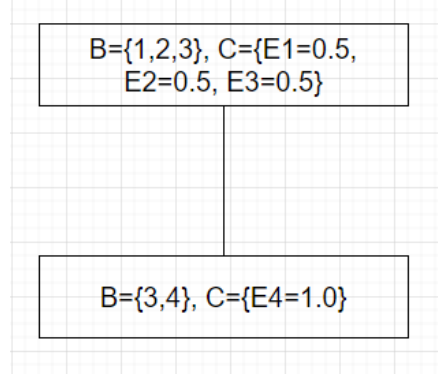 B={1,2,3}, C={E1=0.5,
E2=0.5, E3=0.5}
B={3,4}, C={E4=1.0}